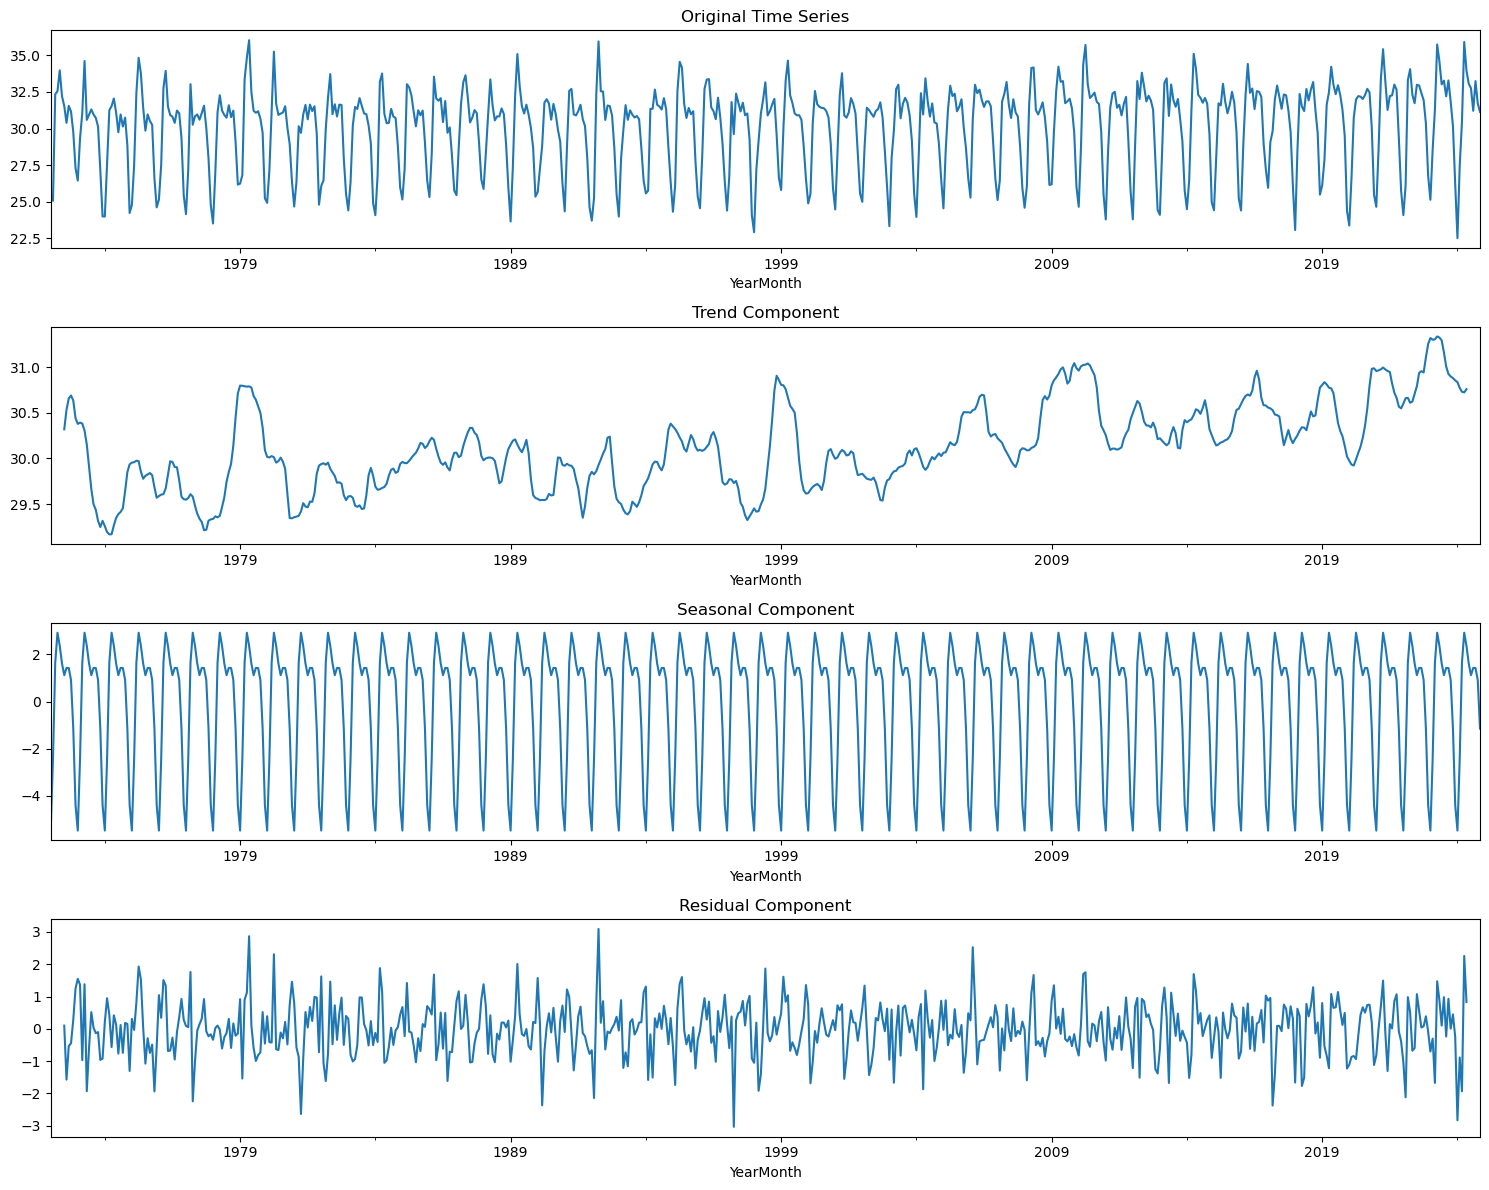 Original Time Series
35.0
32.5
30.0
27.5
25.0
22.5
1979 1989 1999 2009 2019
YearMonth
Trend Component
31.0
30.5
30.0
29.5
1979 1989 1999 2009 2019
YearMonth
Seasonal Component
2
0
−2
−4
1979 1989 1999 2009 2019
YearMonth
Residual Component
3
2
1
0
−1
−2
−3
1979 1989 1999 2009 2019
YearMonth